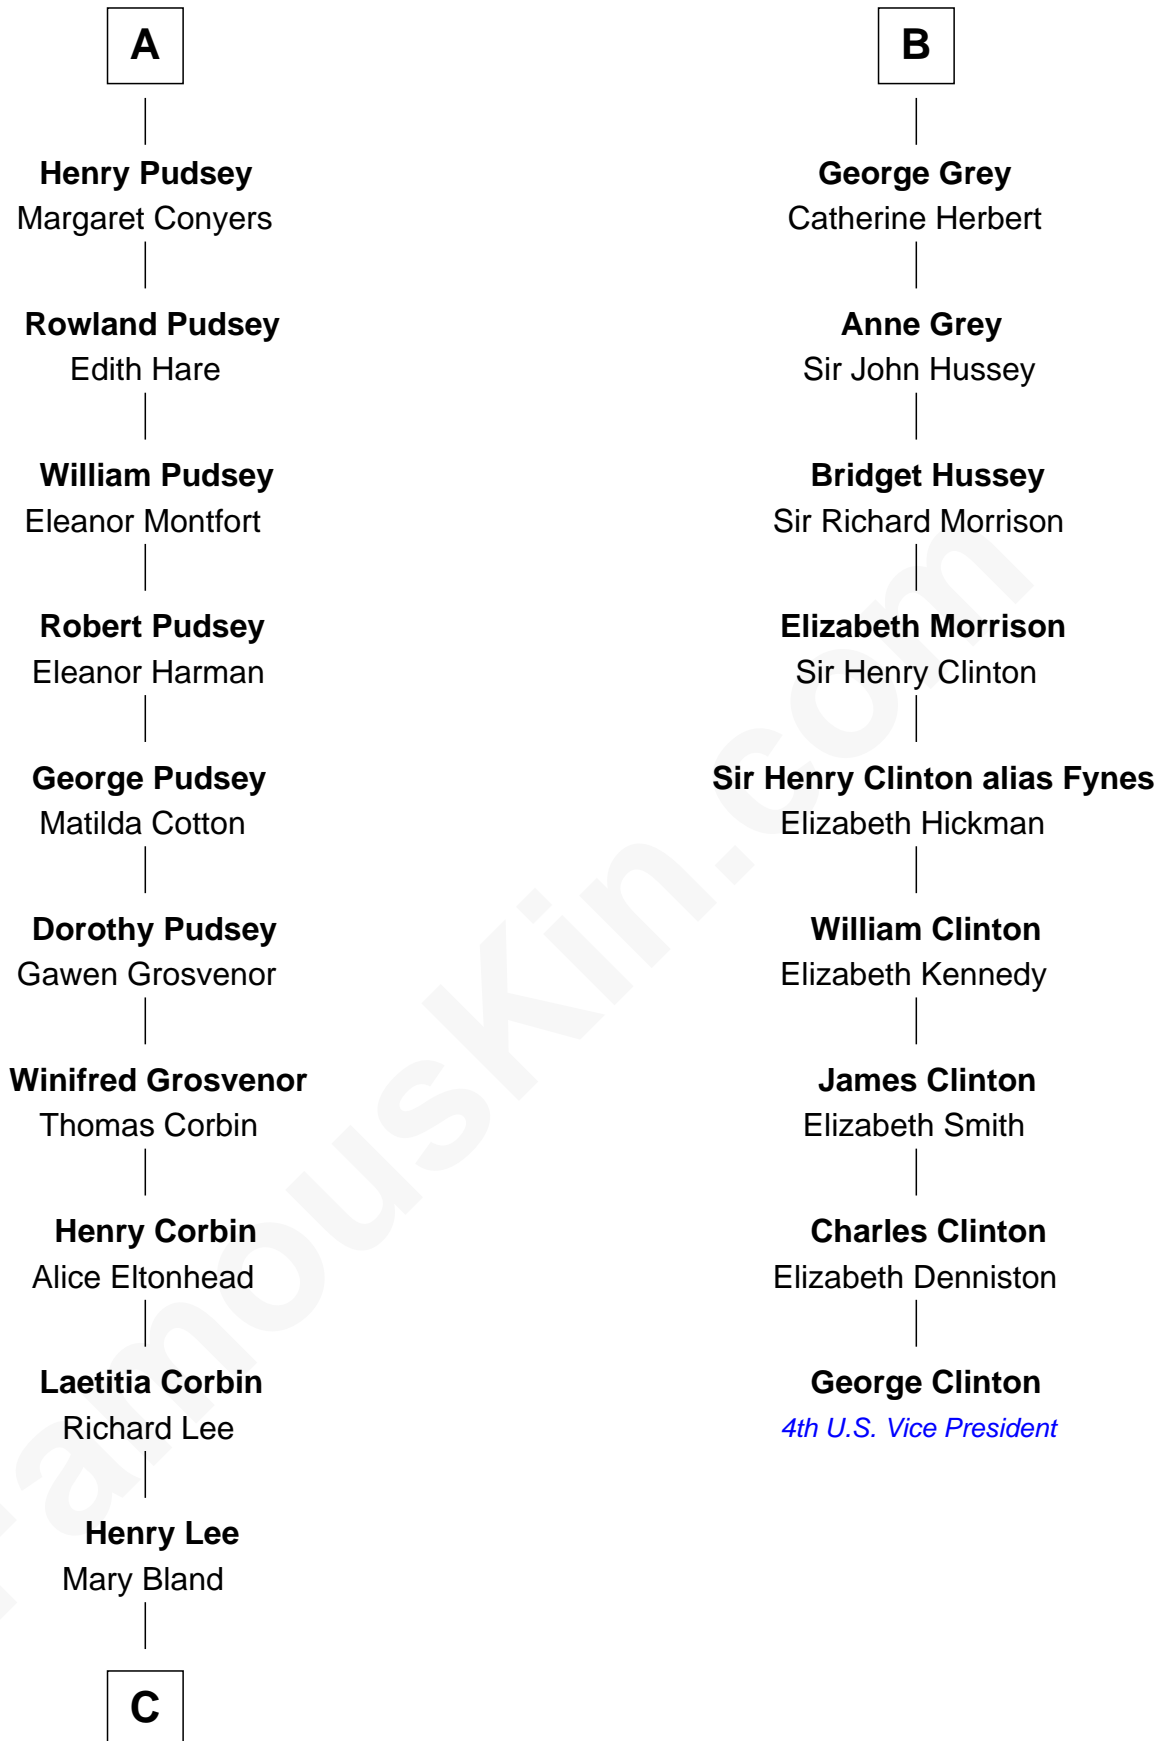 A
Henry Pudsey
Margaret Conyers
Rowland Pudsey
Edith Hare
William Pudsey
Eleanor Montfort
Robert Pudsey
Eleanor Harman
George Pudsey
Matilda Cotton
Dorothy Pudsey
Gawen Grosvenor
Winifred Grosvenor
Thomas Corbin
Henry Corbin
Alice Eltonhead
Laetitia Corbin
Richard Lee
Henry Lee
Mary Bland
C
B
George Grey
Catherine Herbert
Anne Grey
Sir John Hussey
Bridget Hussey
Sir Richard Morrison
Elizabeth Morrison
Sir Henry Clinton
Sir Henry Clinton alias Fynes
Elizabeth Hickman
William Clinton
Elizabeth Kennedy
James Clinton
Elizabeth Smith
Charles Clinton
Elizabeth Denniston
George Clinton
4th U.S. Vice President
FamousKin.com